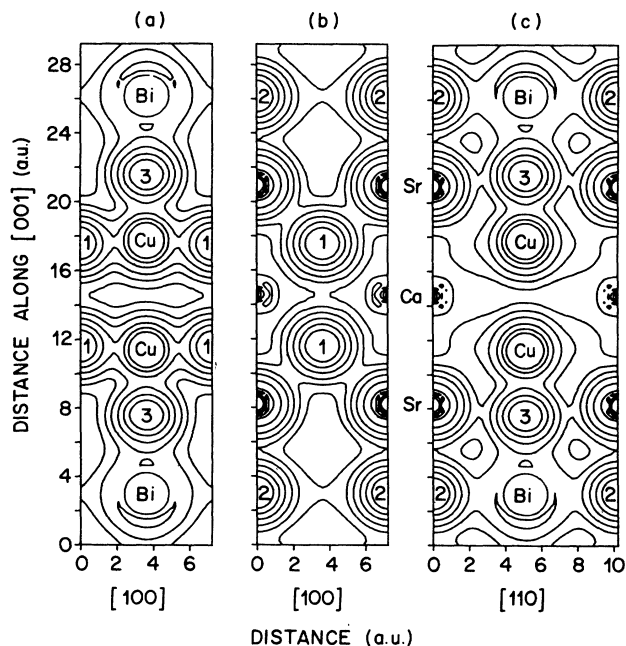 (a) (b) (c)
DISTANCE ALONG [001] (a.u.)
28
24
20
16
12
8
4
0
Bi
3
1 Cu 1
1 Cu 1
3
Bi
0 2 4 6
[100]
2 2
1
1
2 2
0 2 4 6
[100]
Sr
Ca
Sr
2 Bi 2
3
Cu
Cu
3
2 Bi 2
0 2 4 6 8 10
[110]
DISTANCE (a.u.)